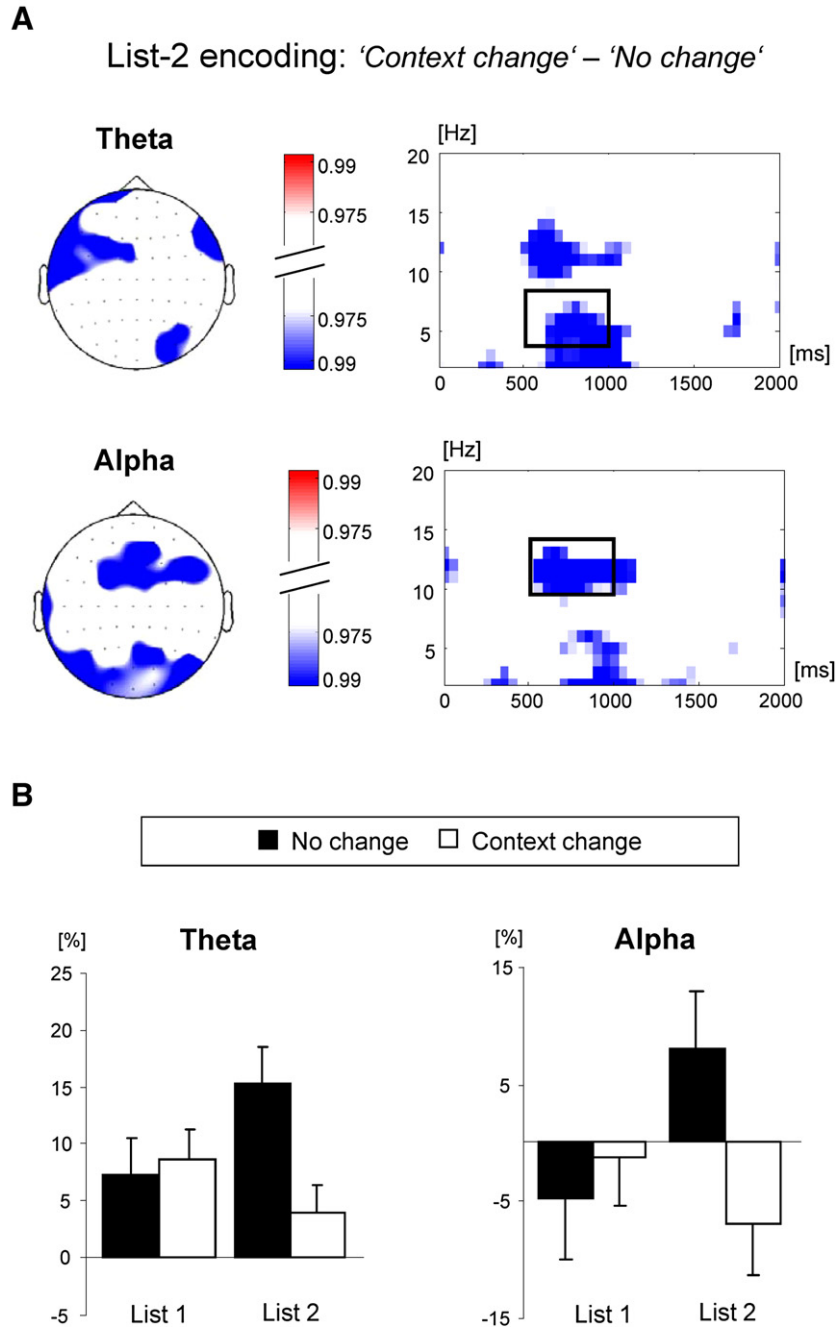 A
List-2 encoding: 'Context change' – 'No change'
Theta
0.99
0.975
0.975
0.99
[Hz]
20
15
10
5
0 500 1000 1500 2000
[ms]
Alpha
0.99
0.975
0.975
0.99
[Hz]
20
15
10
5
0 500 1000 1500 2000
[ms]
B
No change Context change
[%] Theta
25
20
15
10
5
0
-5
List 1 List 2
[%] Alpha
15
5
-5
-15
List 1 List 2